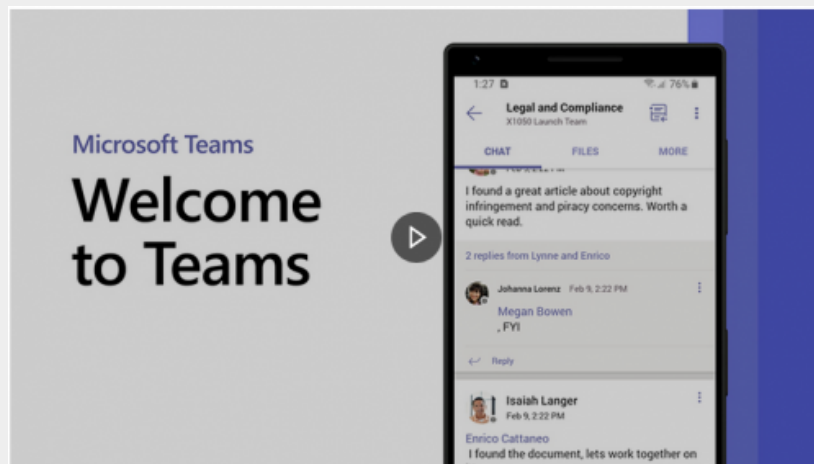 Microsoft Teams
Welcome
to Teams
1:27
76%
Legal and Compliance
X1050 Launch Team
CHAT FILES MORE
I found a great article about copyright
infringement and piracy concerns. Worth a
quick read.
2 replies from Lynne and Enrico
Johanna Lorenz Feb 9, 2:22 PM
Megan Bowen
, FYI
Reply
Isaiah Langer
Feb 9, 2:22 PM
Enrico Cattaneo
I found the document, lets work together on